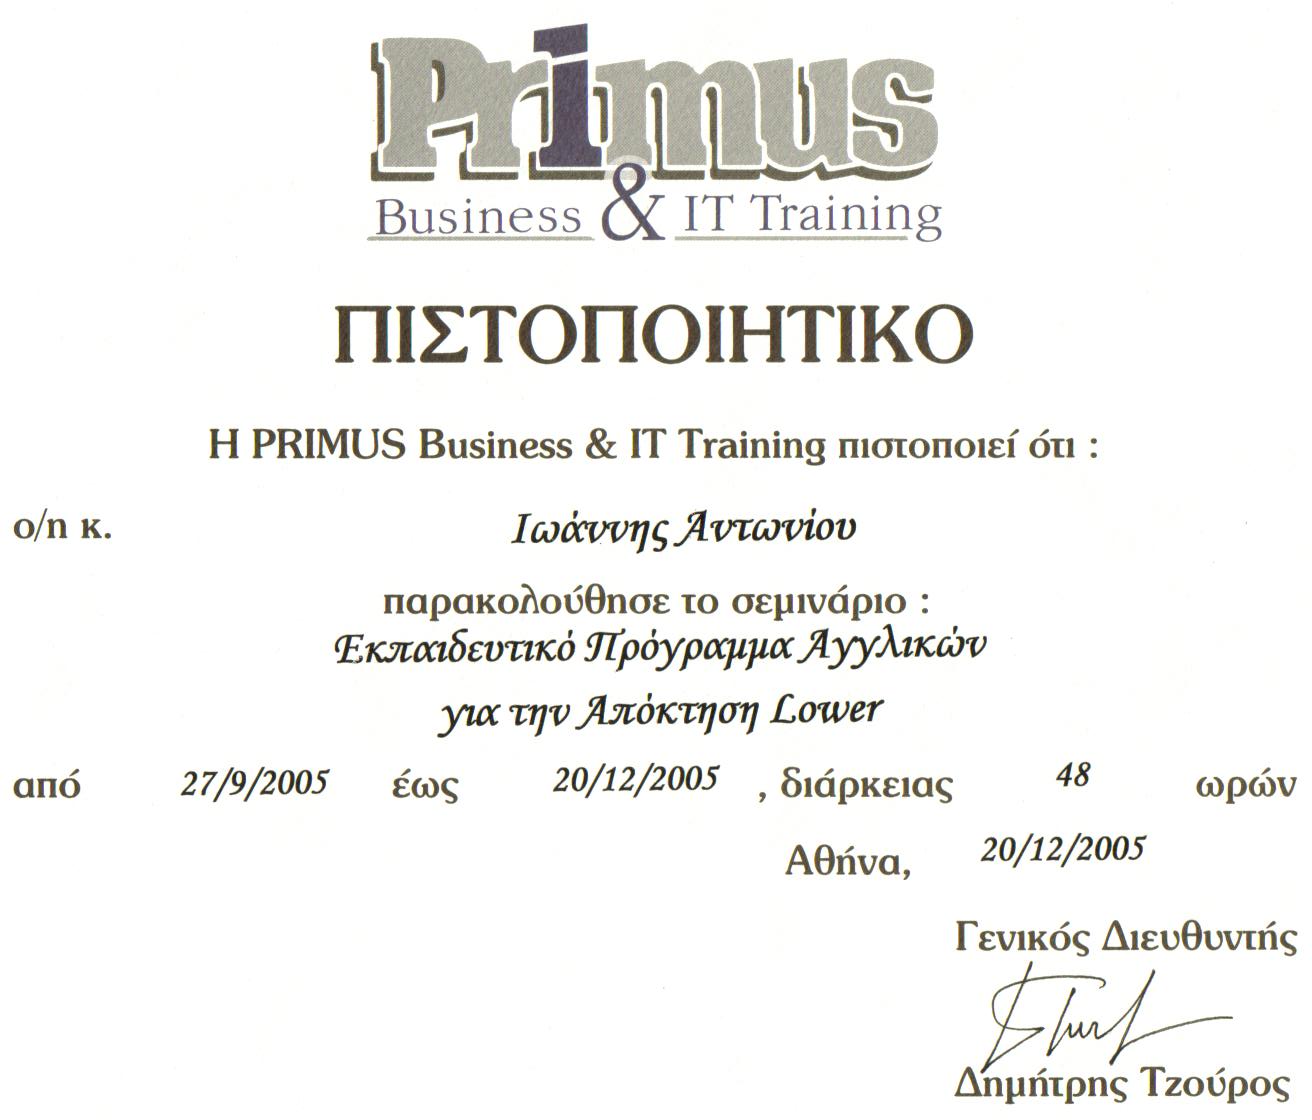 Primus
Business & IT Training
ΠΙΣΤΟΠΟΙΗΤΙΚΟ
Η PRIMUS Business & IT Training πιστοποιεί ότι :
ο/η κ. Ιωάννης Αντωνίου
παρακολούθησε το σεμινάριο :
Εκπαιδευτικό Πρόγραμμα Αγγλικών
για την Απόκτηση Lower
από 27/9/2005 έως 20/12/2005 , διάρκειας 48 ωρών
Αθήνα, 20/12/2005
Γενικός Διευθυντής
Δημήτρης Τζούρος